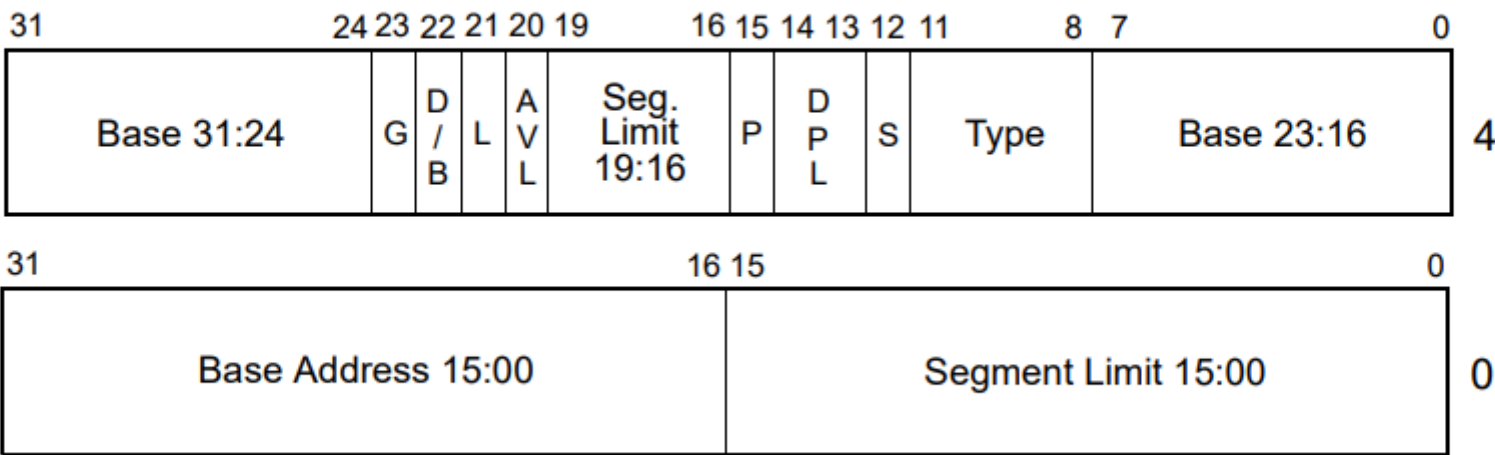 31 24 23 22 21 20 19 16 15 14 13 12 11 8 7 0
Base 31:24 G D/B L AVL Seg. Limit 19:16 P DPL S Type Base 23:16 4
31 16 15 0
Base Address 15:00 Segment Limit 15:00 0